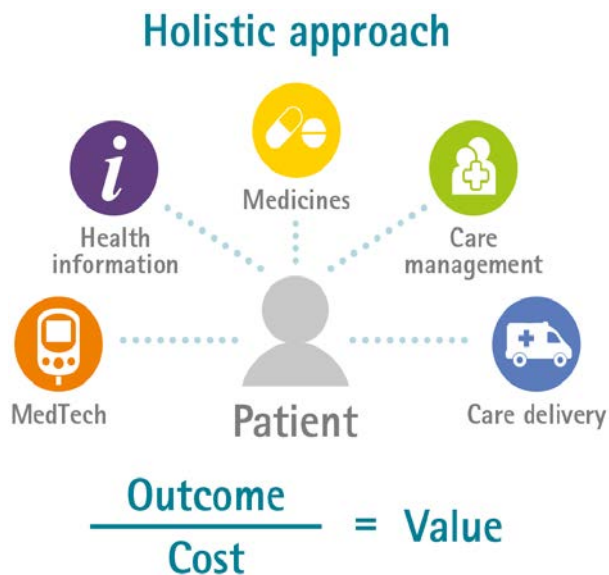 Holistic approach
Medicines
Health
information
Care
management
MedTech
Patient
Care delivery
Outcome
Cost
= Value